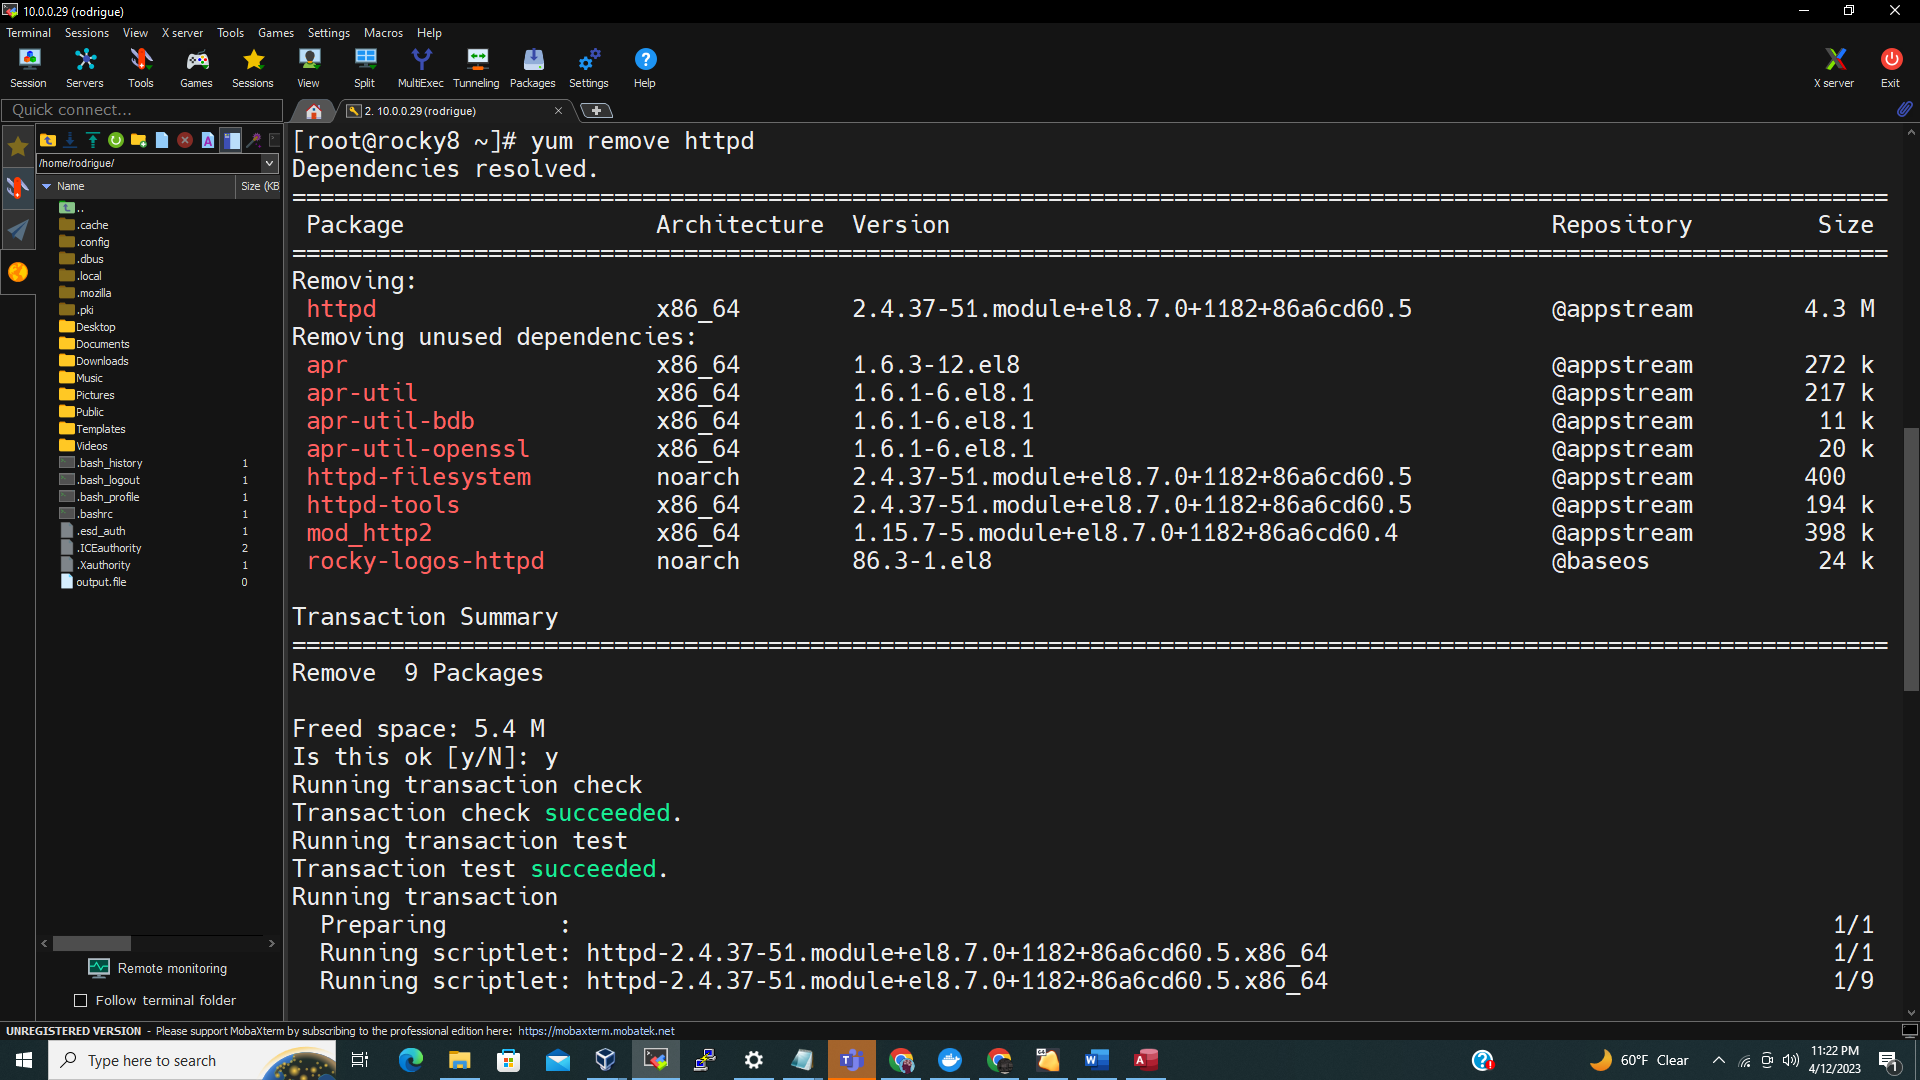 10.0.0.29 (rodrigue)
Terminal Sessions View X server Tools Games Settings Macros Help
Session Servers Tools Games Sessions View Split MultiExec Tunneling Packages Settings Help X server Exit
Quick connect...
2. 10.0.0.29 (rodrigue)
/home/rodrigue/
Name Size (KB
..
.cache
.config
.dbus
.local
.mozilla
.pki
Desktop
Documents
Downloads
Music
Pictures
Public
Templates
Videos
.bash_history 1
.bash_logout 1
.bash_profile 1
.bashrc 1
.esd_auth 1
.ICEauthority 2
.Xauthority 1
output.file 0
Remote monitoring
Follow terminal folder
[root@rocky8 ~]# yum remove httpd
Dependencies resolved.
==================================================================================================================
Package Architecture Version Repository Size
==================================================================================================================
Removing:
httpd x86_64 2.4.37-51.module+el8.7.0+1182+86a6cd60.5 @appstream 4.3 M
Removing unused dependencies:
apr x86_64 1.6.3-12.el8 @appstream 272 k
apr-util x86_64 1.6.1-6.el8.1 @appstream 217 k
apr-util-bdb x86_64 1.6.1-6.el8.1 @appstream 11 k
apr-util-openssl x86_64 1.6.1-6.el8.1 @appstream 20 k
httpd-filesystem noarch 2.4.37-51.module+el8.7.0+1182+86a6cd60.5 @appstream 400
httpd-tools x86_64 2.4.37-51.module+el8.7.0+1182+86a6cd60.5 @appstream 194 k
mod_http2 x86_64 1.15.7-5.module+el8.7.0+1182+86a6cd60.4 @appstream 398 k
rocky-logos-httpd noarch 86.3-1.el8 @baseos 24 k
Transaction Summary
==================================================================================================================
Remove 9 Packages
Freed space: 5.4 M
Is this ok [y/N]: y
Running transaction check
Transaction check succeeded.
Running transaction test
Transaction test succeeded.
Running transaction
Preparing : 1/1
Running scriptlet: httpd-2.4.37-51.module+el8.7.0+1182+86a6cd60.5.x86_64 1/1
Running scriptlet: httpd-2.4.37-51.module+el8.7.0+1182+86a6cd60.5.x86_64 1/9
UNREGISTERED VERSION - Please support MobaXterm by subscribing to the professional edition here: https://mobaxterm.mobatek.net
Type here to search
60°F Clear
11:22 PM
4/12/2023
1